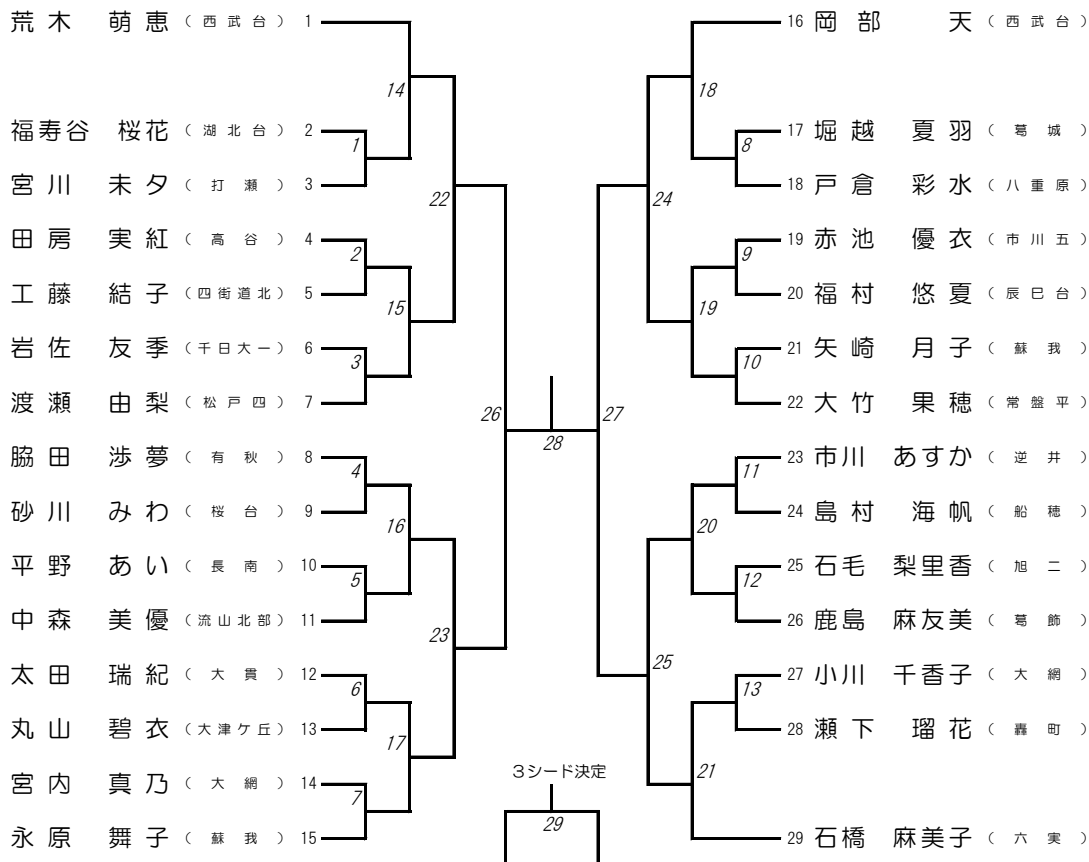 荒木 萌恵 (西武台) 1
14
福寿谷 桜花 (湖北台) 2
1
宮川 未夕 (打瀬) 3
22
田房 実紅 (高谷) 4
2
工藤 結子 (四街道北) 5
15
岩佐 友季 (千日大一) 6
3
渡瀬 由梨 (松戸四) 7
26
脇田 渉夢 (有秋) 8
4
砂川 みわ (桜台) 9
16
平野 あい (長南) 10
5
中森 美優 (流山北部) 11
23
太田 瑞紀 (大貫) 12
6
丸山 碧衣 (大津ケ丘) 13
17
宮内 真乃 (大網) 14
7
永原 舞子 (蘇我) 15
28
3シード決定
29
16 岡部 天 (西武台)
18
17 堀越 夏羽 (葛城)
8
18 戸倉 彩水 (八重原)
24
19 赤池 優衣 (市川五)
9
20 福村 悠夏 (辰巳台)
19
21 矢崎 月子 (蘇我)
10
22 大竹 果穂 (常盤平)
27
23 市川 あすか (逆井)
11
24 島村 海帆 (船穂)
20
25 石毛 梨里香 (旭二)
12
26 鹿島 麻友美 (葛飾)
25
27 小川 千香子 (大網)
13
28 瀬下 瑠花 (轟町)
21
29 石橋 麻美子 (六実)